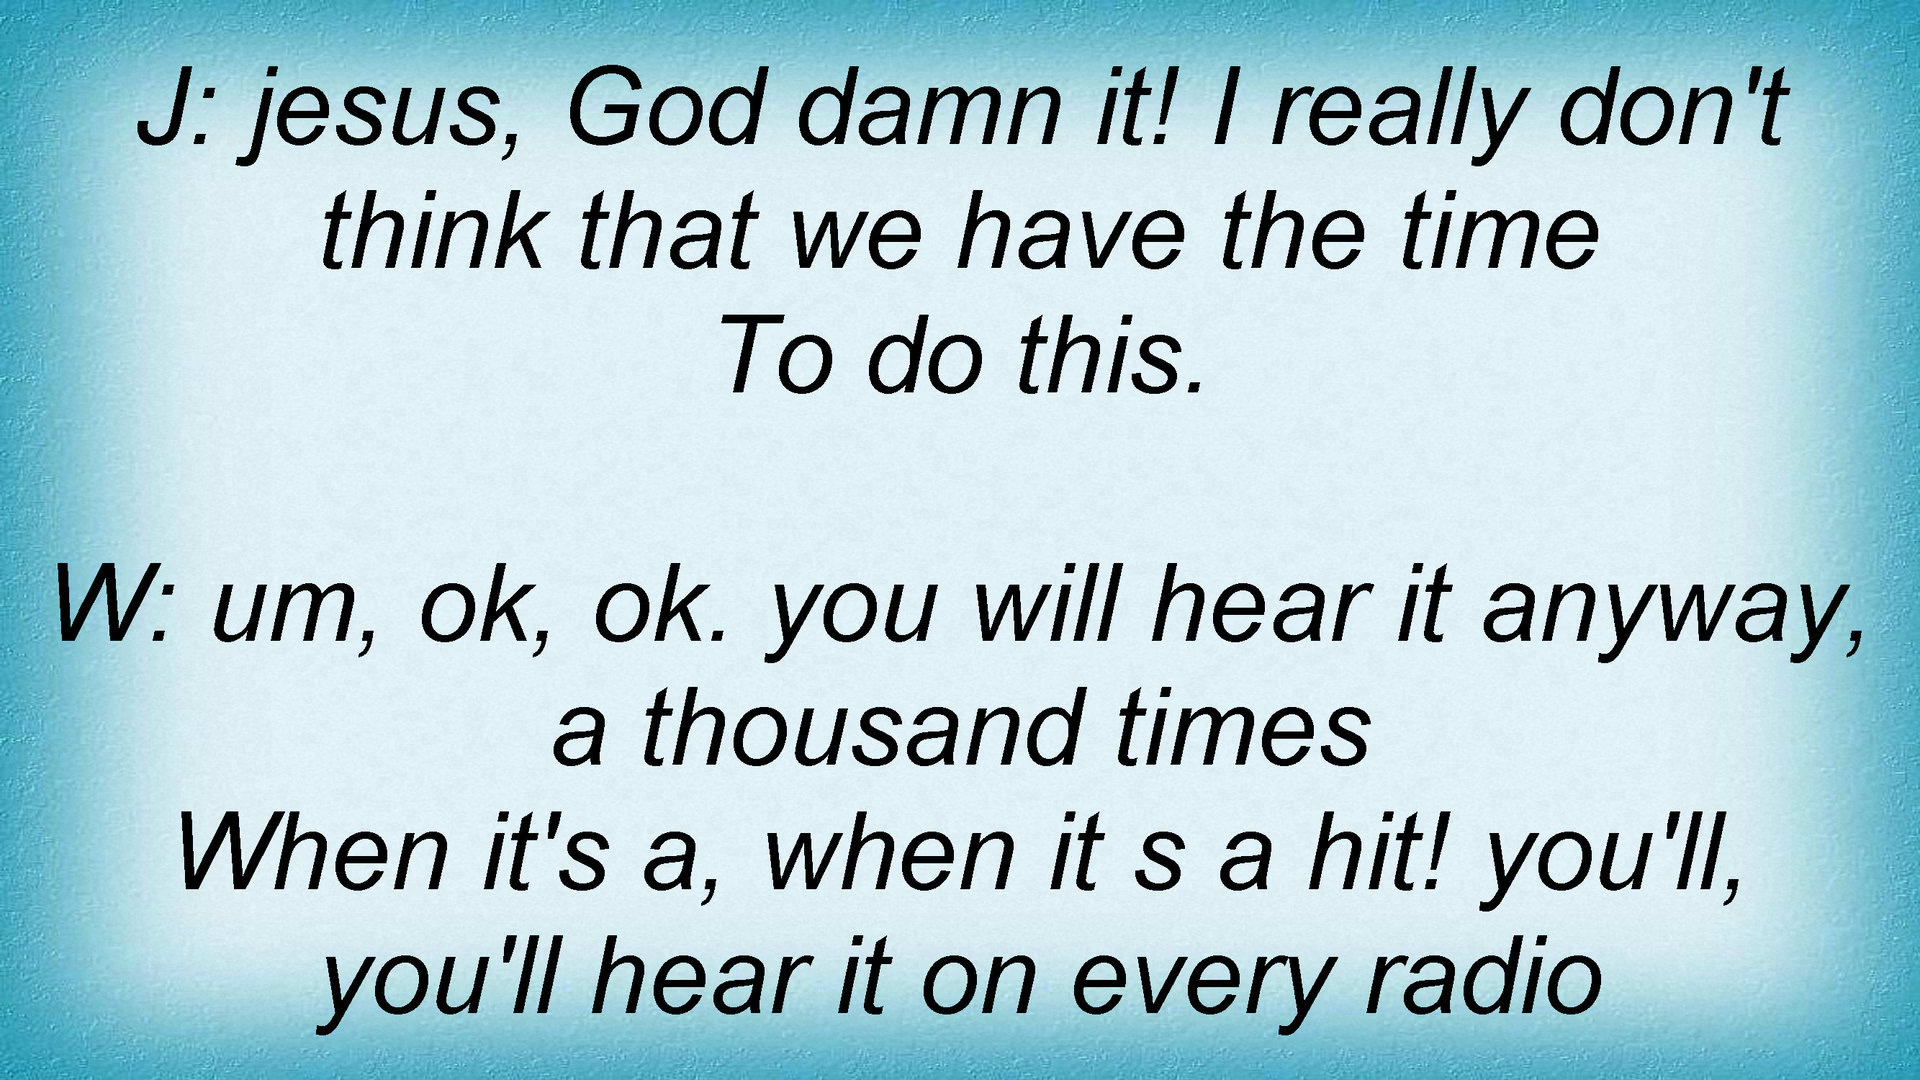 J: jesus, God damn it! I really don't
think that we have the time
To do this.
W: um, ok, ok. you will hear it anyway,
a thousand times
When it's a, when it s a hit! you'll,
you'll hear it on every radio